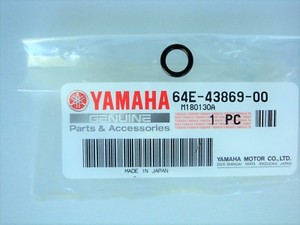 YAMAHA
64E-43869-00
M180130A
GENUINE
Parts & Accessories
1 PC
YAMAHA MOTOR CO., LTD.
MADE IN JAPAN